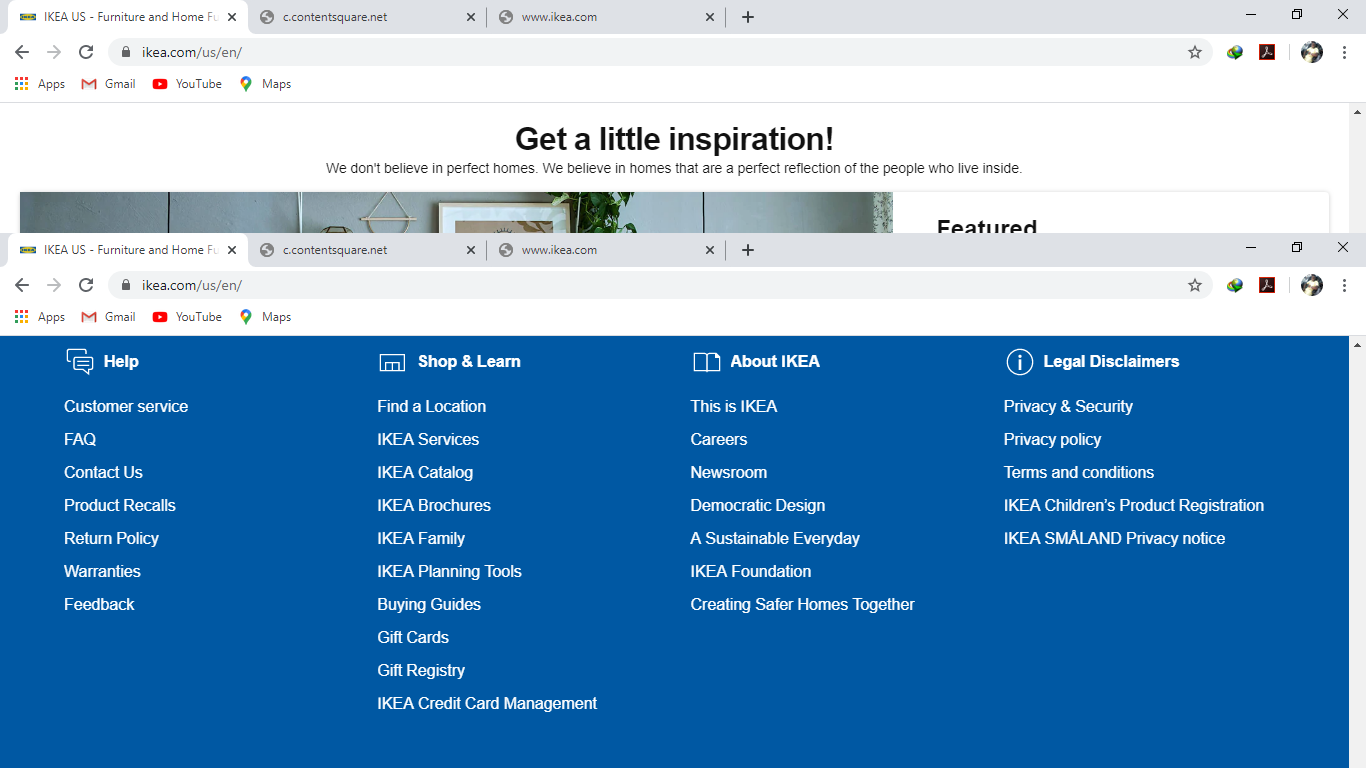 IKEA US - Furniture and Home Fu
c.contentsquare.net
www.ikea.com
ikea.com/us/en/
Apps
Gmail
YouTube
Maps
Get a little inspiration!
We don't believe in perfect homes. We believe in homes that are a perfect reflection of the people who live inside.
Featured
IKEA US - Furniture and Home Fu
c.contentsquare.net
www.ikea.com
ikea.com/us/en/
Apps
Gmail
YouTube
Maps
Help
Customer service
FAQ
Contact Us
Product Recalls
Return Policy
Warranties
Feedback
Shop & Learn
Find a Location
IKEA Services
IKEA Catalog
IKEA Brochures
IKEA Family
IKEA Planning Tools
Buying Guides
Gift Cards
Gift Registry
IKEA Credit Card Management
About IKEA
This is IKEA
Careers
Newsroom
Democratic Design
A Sustainable Everyday
IKEA Foundation
Creating Safer Homes Together
Legal Disclaimers
Privacy & Security
Privacy policy
Terms and conditions
IKEA Children's Product Registration
IKEA SMÅLAND Privacy notice